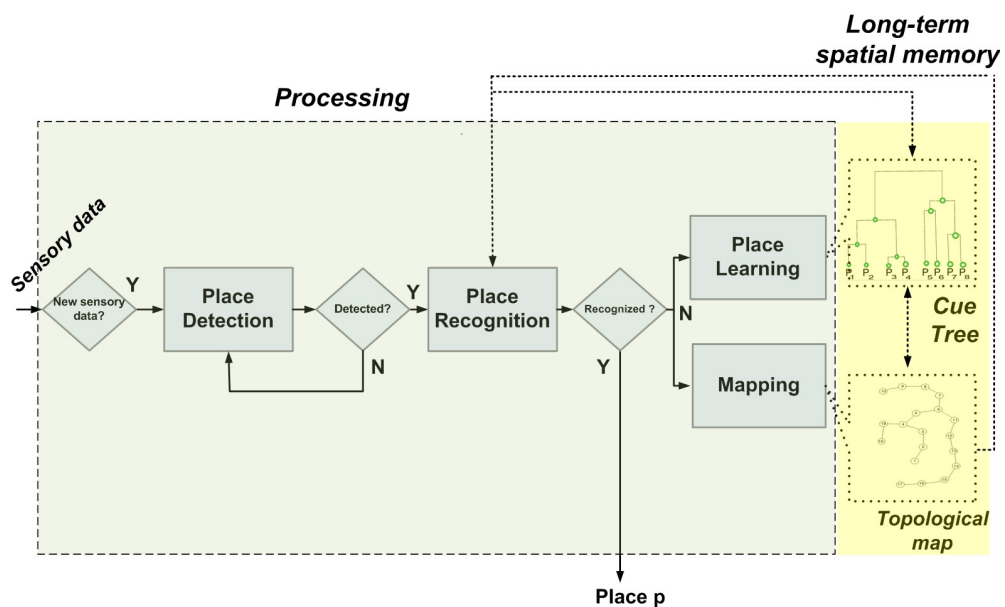 Long-term
spatial memory
Processing
Sensory data
New sensory
data?
Y
Place
Detection
Detected?
Y
N
Place
Recognition
Recognized ?
N
Y
Place
Learning
Mapping
P1 P2 P3 P4 P5 P6 P7 P8
Cue
Tree
Topological
map
Place p